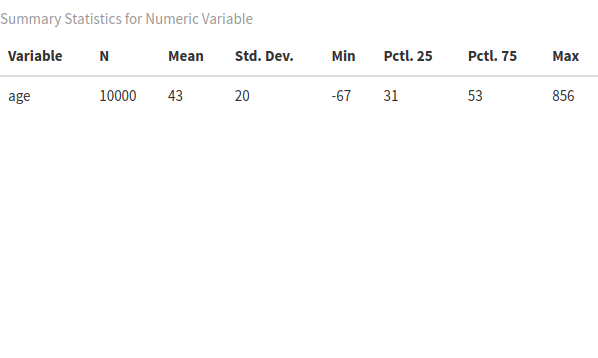 Summary Statistics for Numeric Variable
Variable N Mean Std. Dev. Min Pctl. 25 Pctl. 75 Max
age 10000 43 20 -67 31 53 856